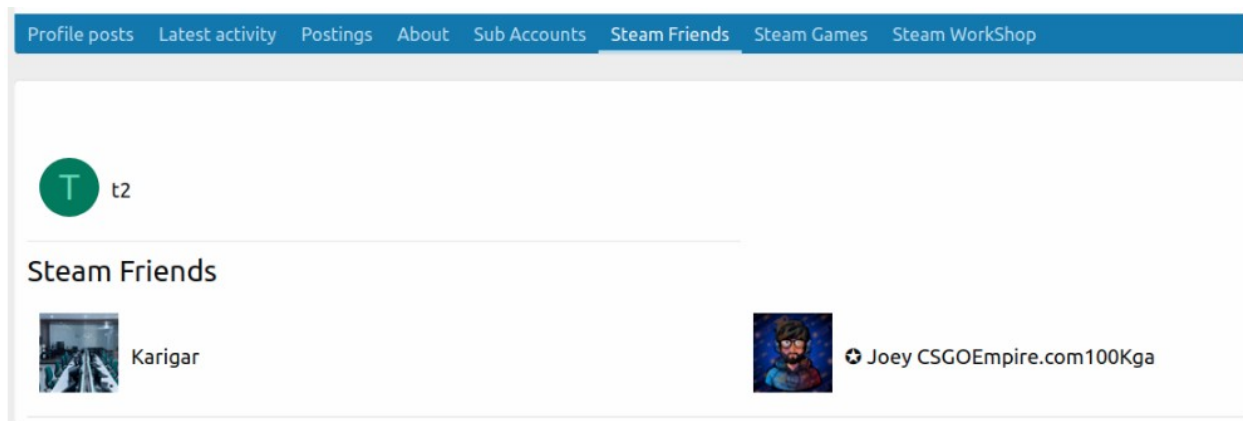 Profile posts Latest activity Postings About Sub Accounts Steam Friends Steam Games Steam WorkShop
T t2
Steam Friends
Karigar ✪ Joey CSGOEmpire.com100Kga